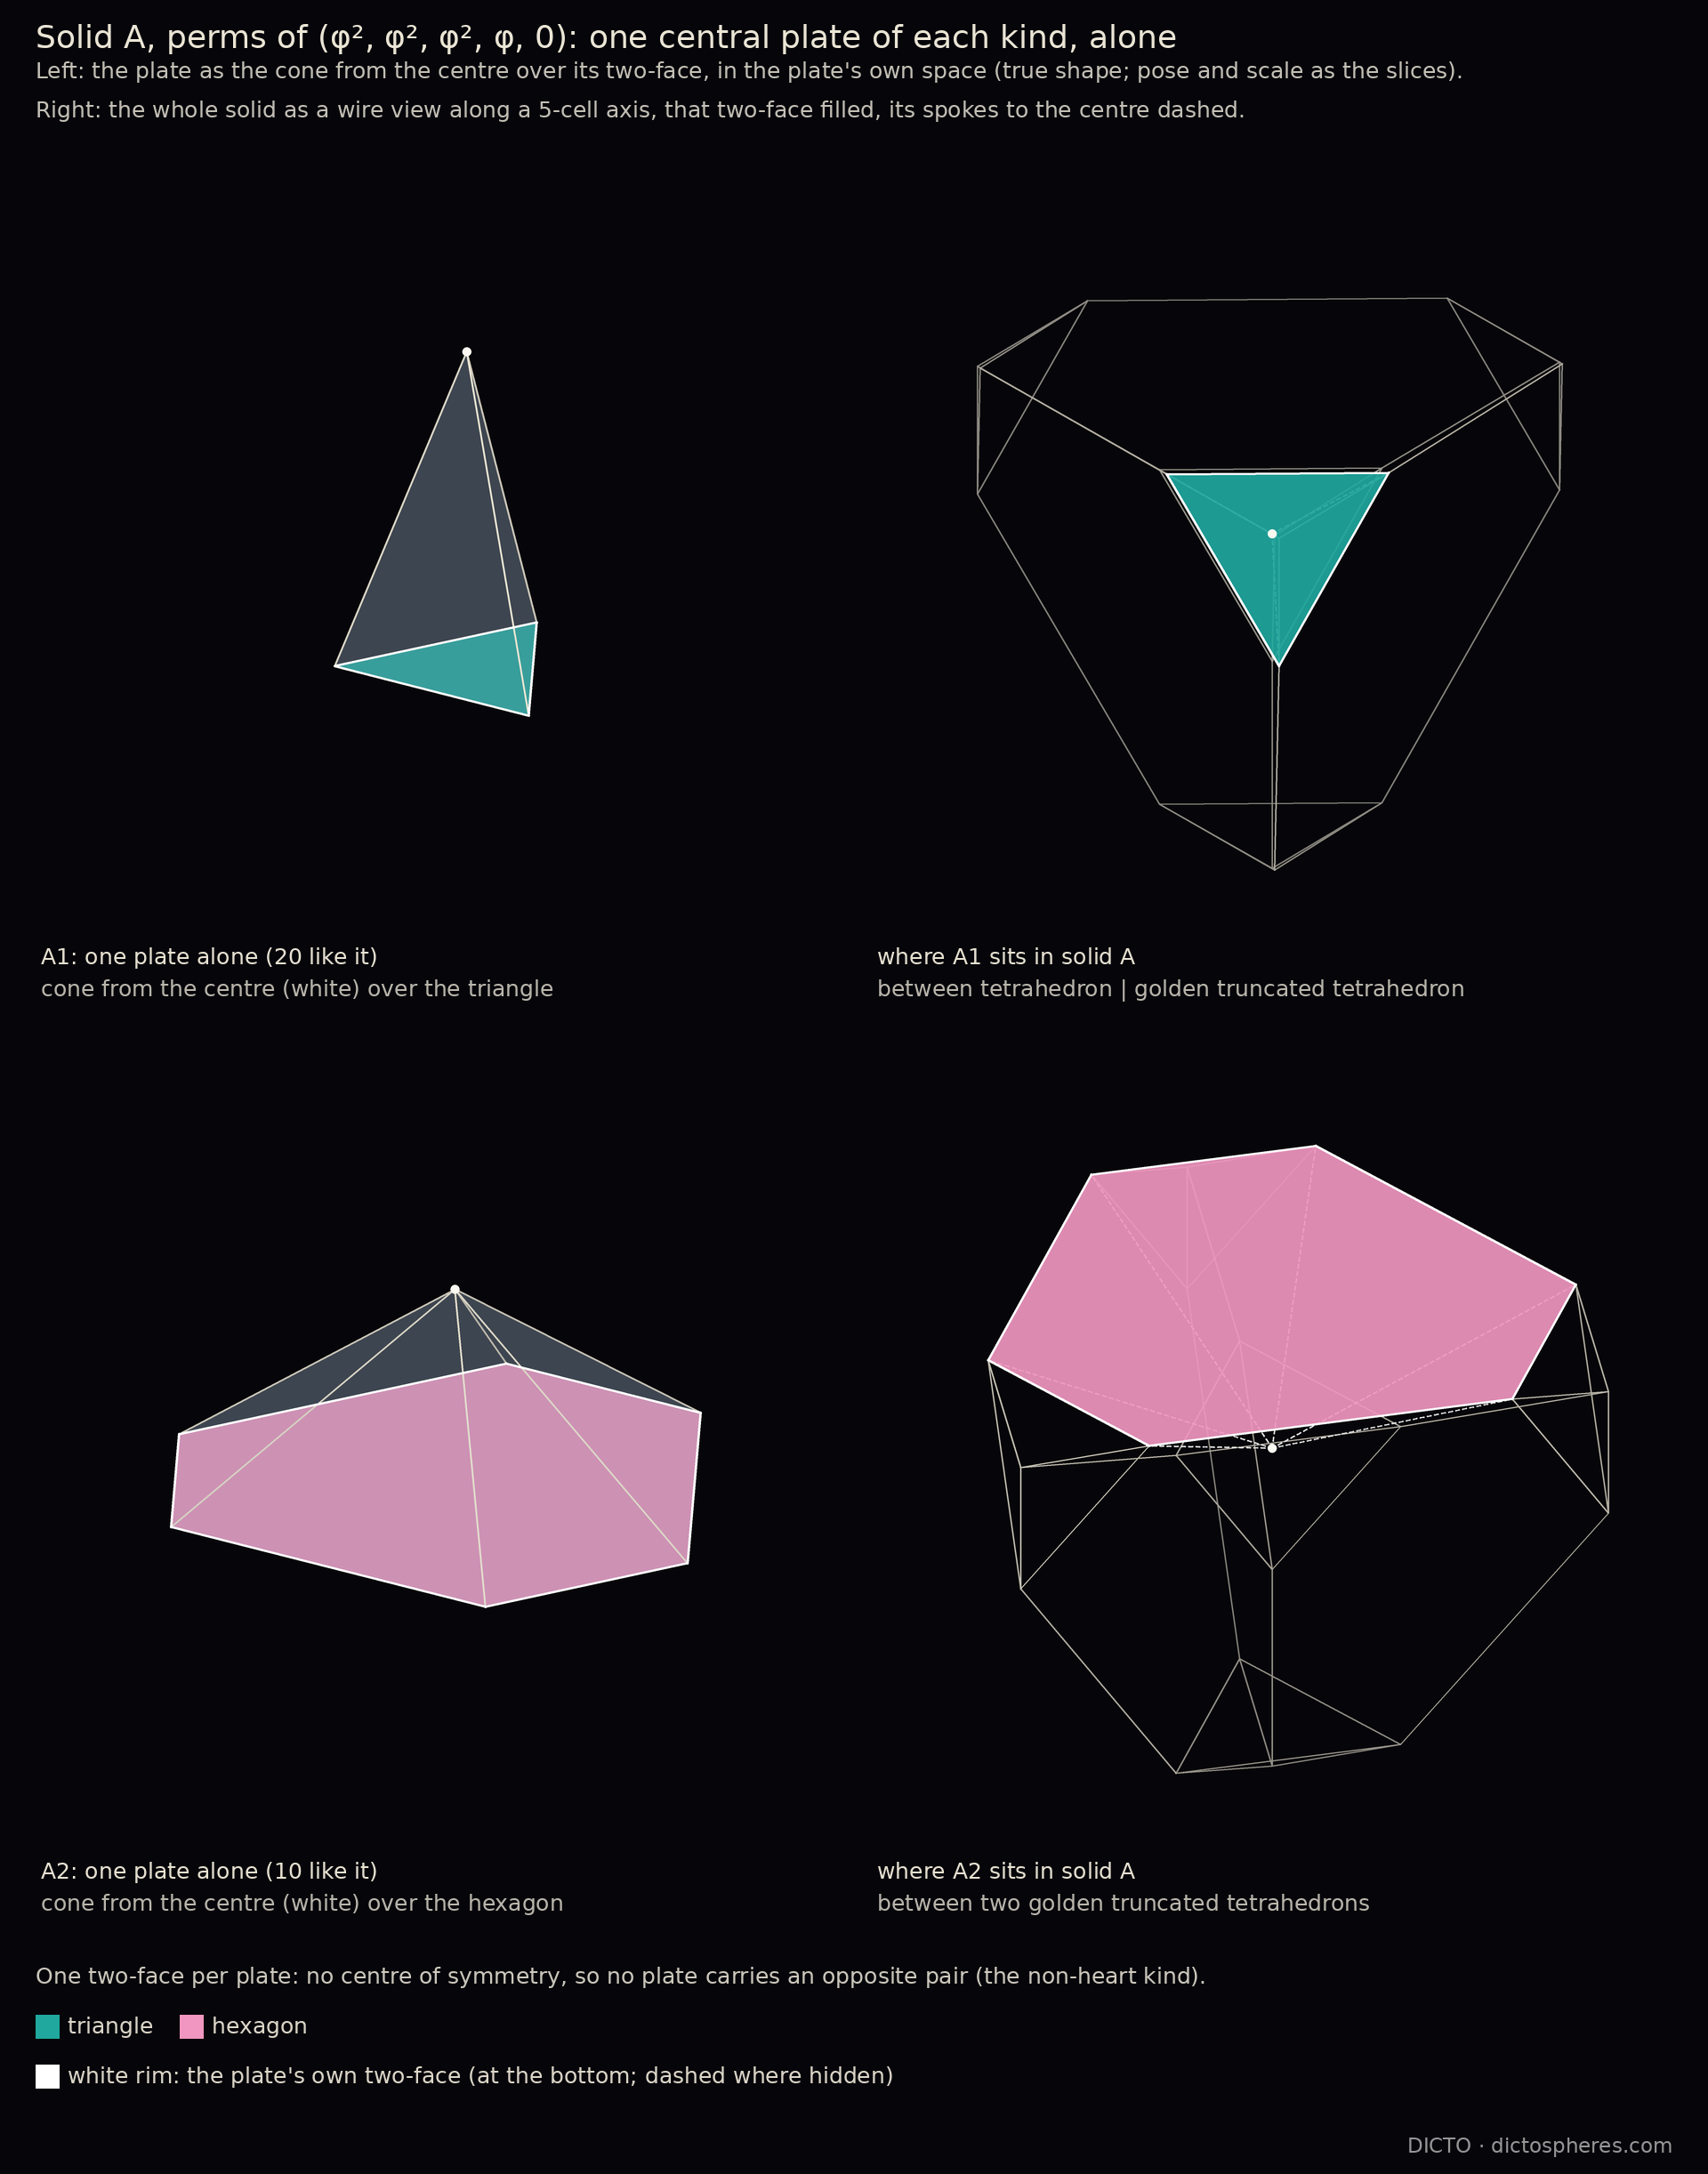 Solid A, perms of (φ², φ², φ², φ, 0): one central plate of each kind, alone
Left: the plate as the cone from the centre over its two-face, in the plate's own space (true shape; pose and scale as the slices).
Right: the whole solid as a wire view along a 5-cell axis, that two-face filled, its spokes to the centre dashed.
A1: one plate alone (20 like it)
cone from the centre (white) over the triangle
where A1 sits in solid A
between tetrahedron | golden truncated tetrahedron
A2: one plate alone (10 like it)
cone from the centre (white) over the hexagon
where A2 sits in solid A
between two golden truncated tetrahedrons
One two-face per plate: no centre of symmetry, so no plate carries an opposite pair (the non-heart kind).
triangle hexagon
white rim: the plate's own two-face (at the bottom; dashed where hidden)
DICTO · dictospheres.com